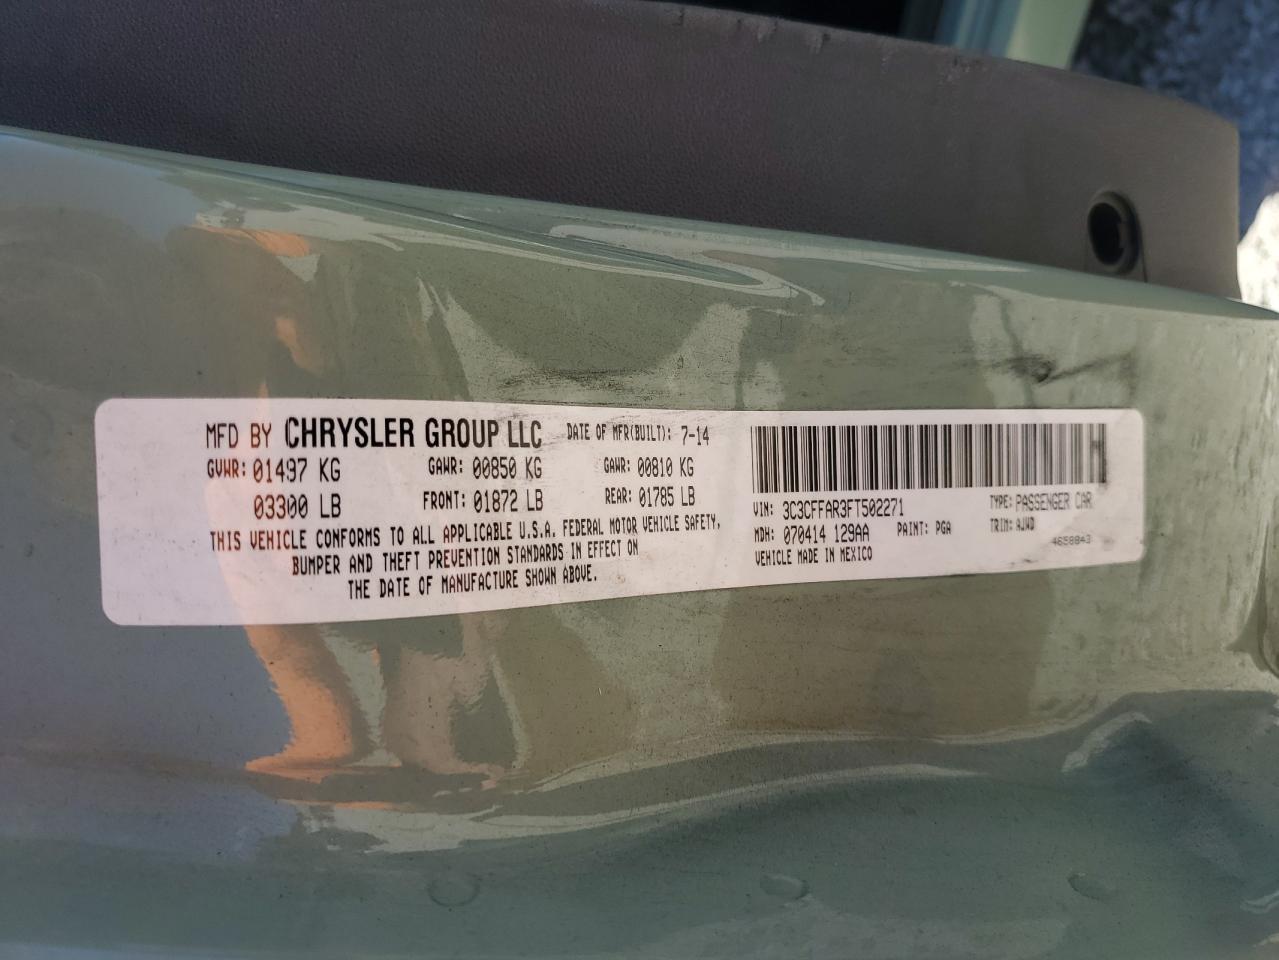 MFD BY CHRYSLER GROUP LLC DATE OF MFR(BUILT): 7-14
GVWR: 01497 KG GAWR: 00850 KG GAWR: 00810 KG
03300 LB FRONT: 01872 LB REAR: 01785 LB
THIS VEHICLE CONFORMS TO ALL APPLICABLE U.S.A. FEDERAL MOTOR VEHICLE SAFETY,
BUMPER AND THEFT PREVENTION STANDARDS IN EFFECT ON
THE DATE OF MANUFACTURE SHOWN ABOVE.
VIN: 3C3CFFAR3FT502271 TYPE: PASSENGER CAR
MDH: 070414 129AA PAINT: PGA TRIM: AJWD
VEHICLE MADE IN MEXICO 4658843